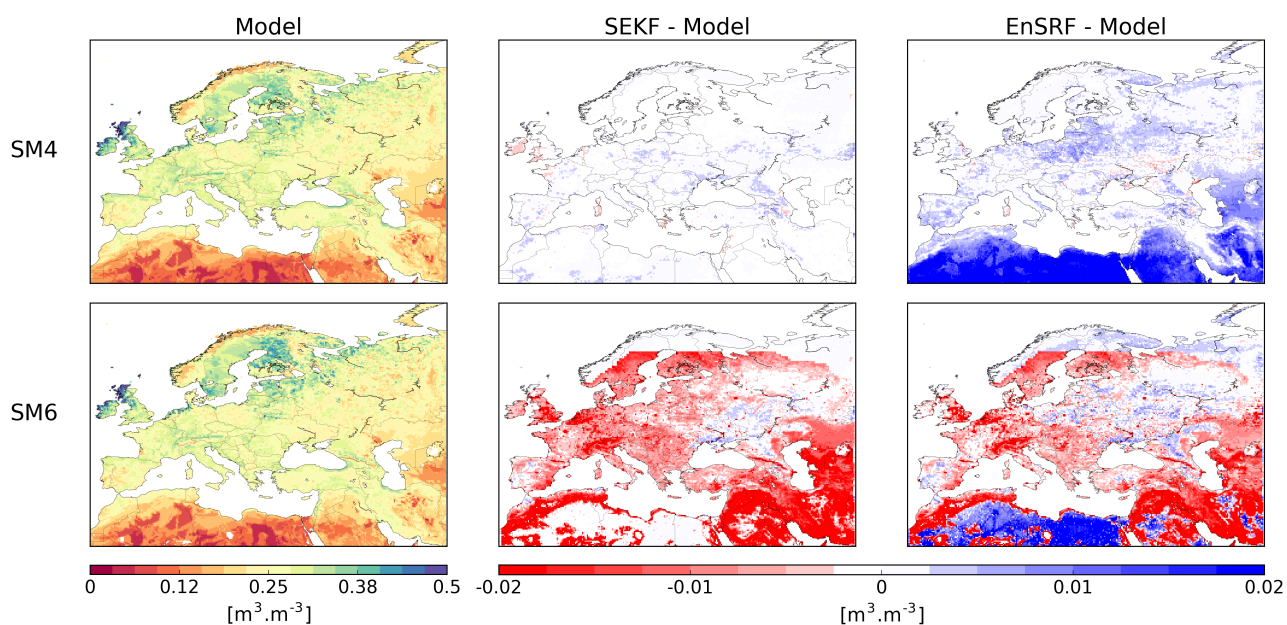 Model
SEKF - Model
EnSRF - Model
SM4
SM6
0 0.12 0.25 0.38 0.5
[m³.m⁻³]
-0.02 -0.01 0 0.01 0.02
[m³.m⁻³]